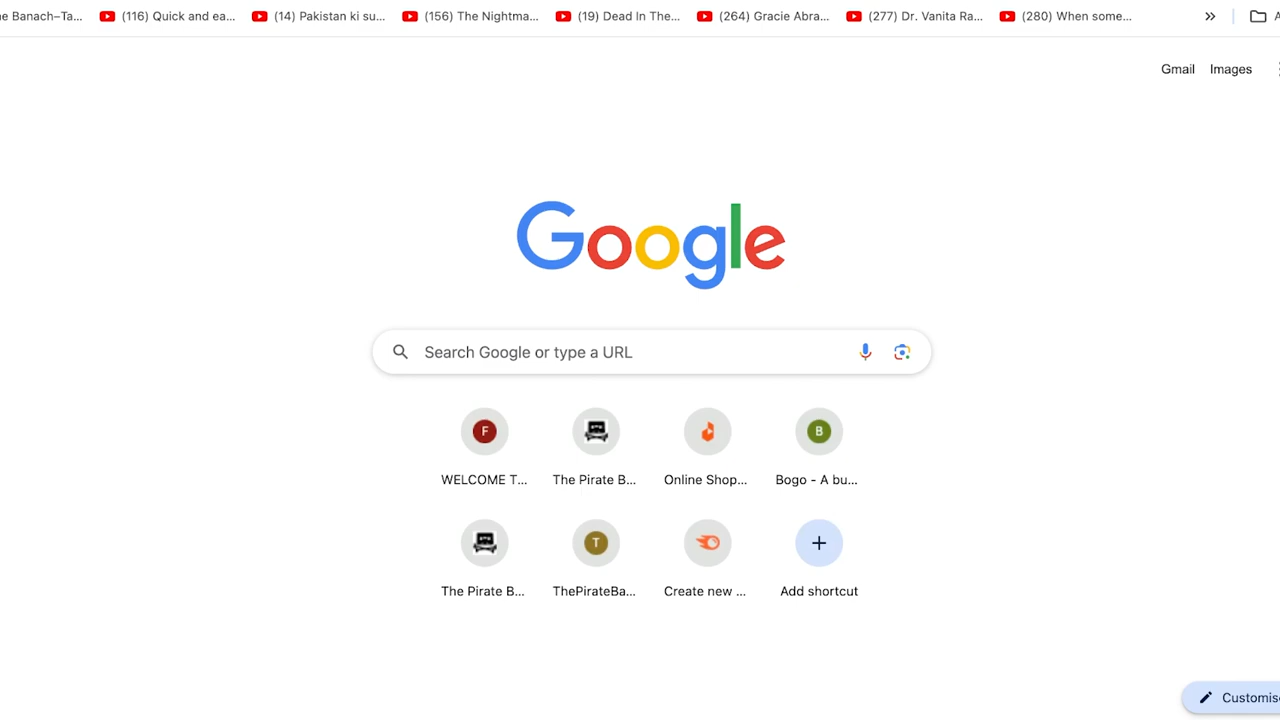 he Banach–Ta...
(116) Quick and ea...
(14) Pakistan ki su...
(156) The Nightma...
(19) Dead In The...
(264) Gracie Abra...
(277) Dr. Vanita Ra...
(280) When some...
A
Gmail
Images
Google
Search Google or type a URL
F
B
WELCOME T...
The Pirate B...
Online Shop...
Bogo - A bu...
T
The Pirate B...
ThePirateBa...
Create new ...
Add shortcut
Customise